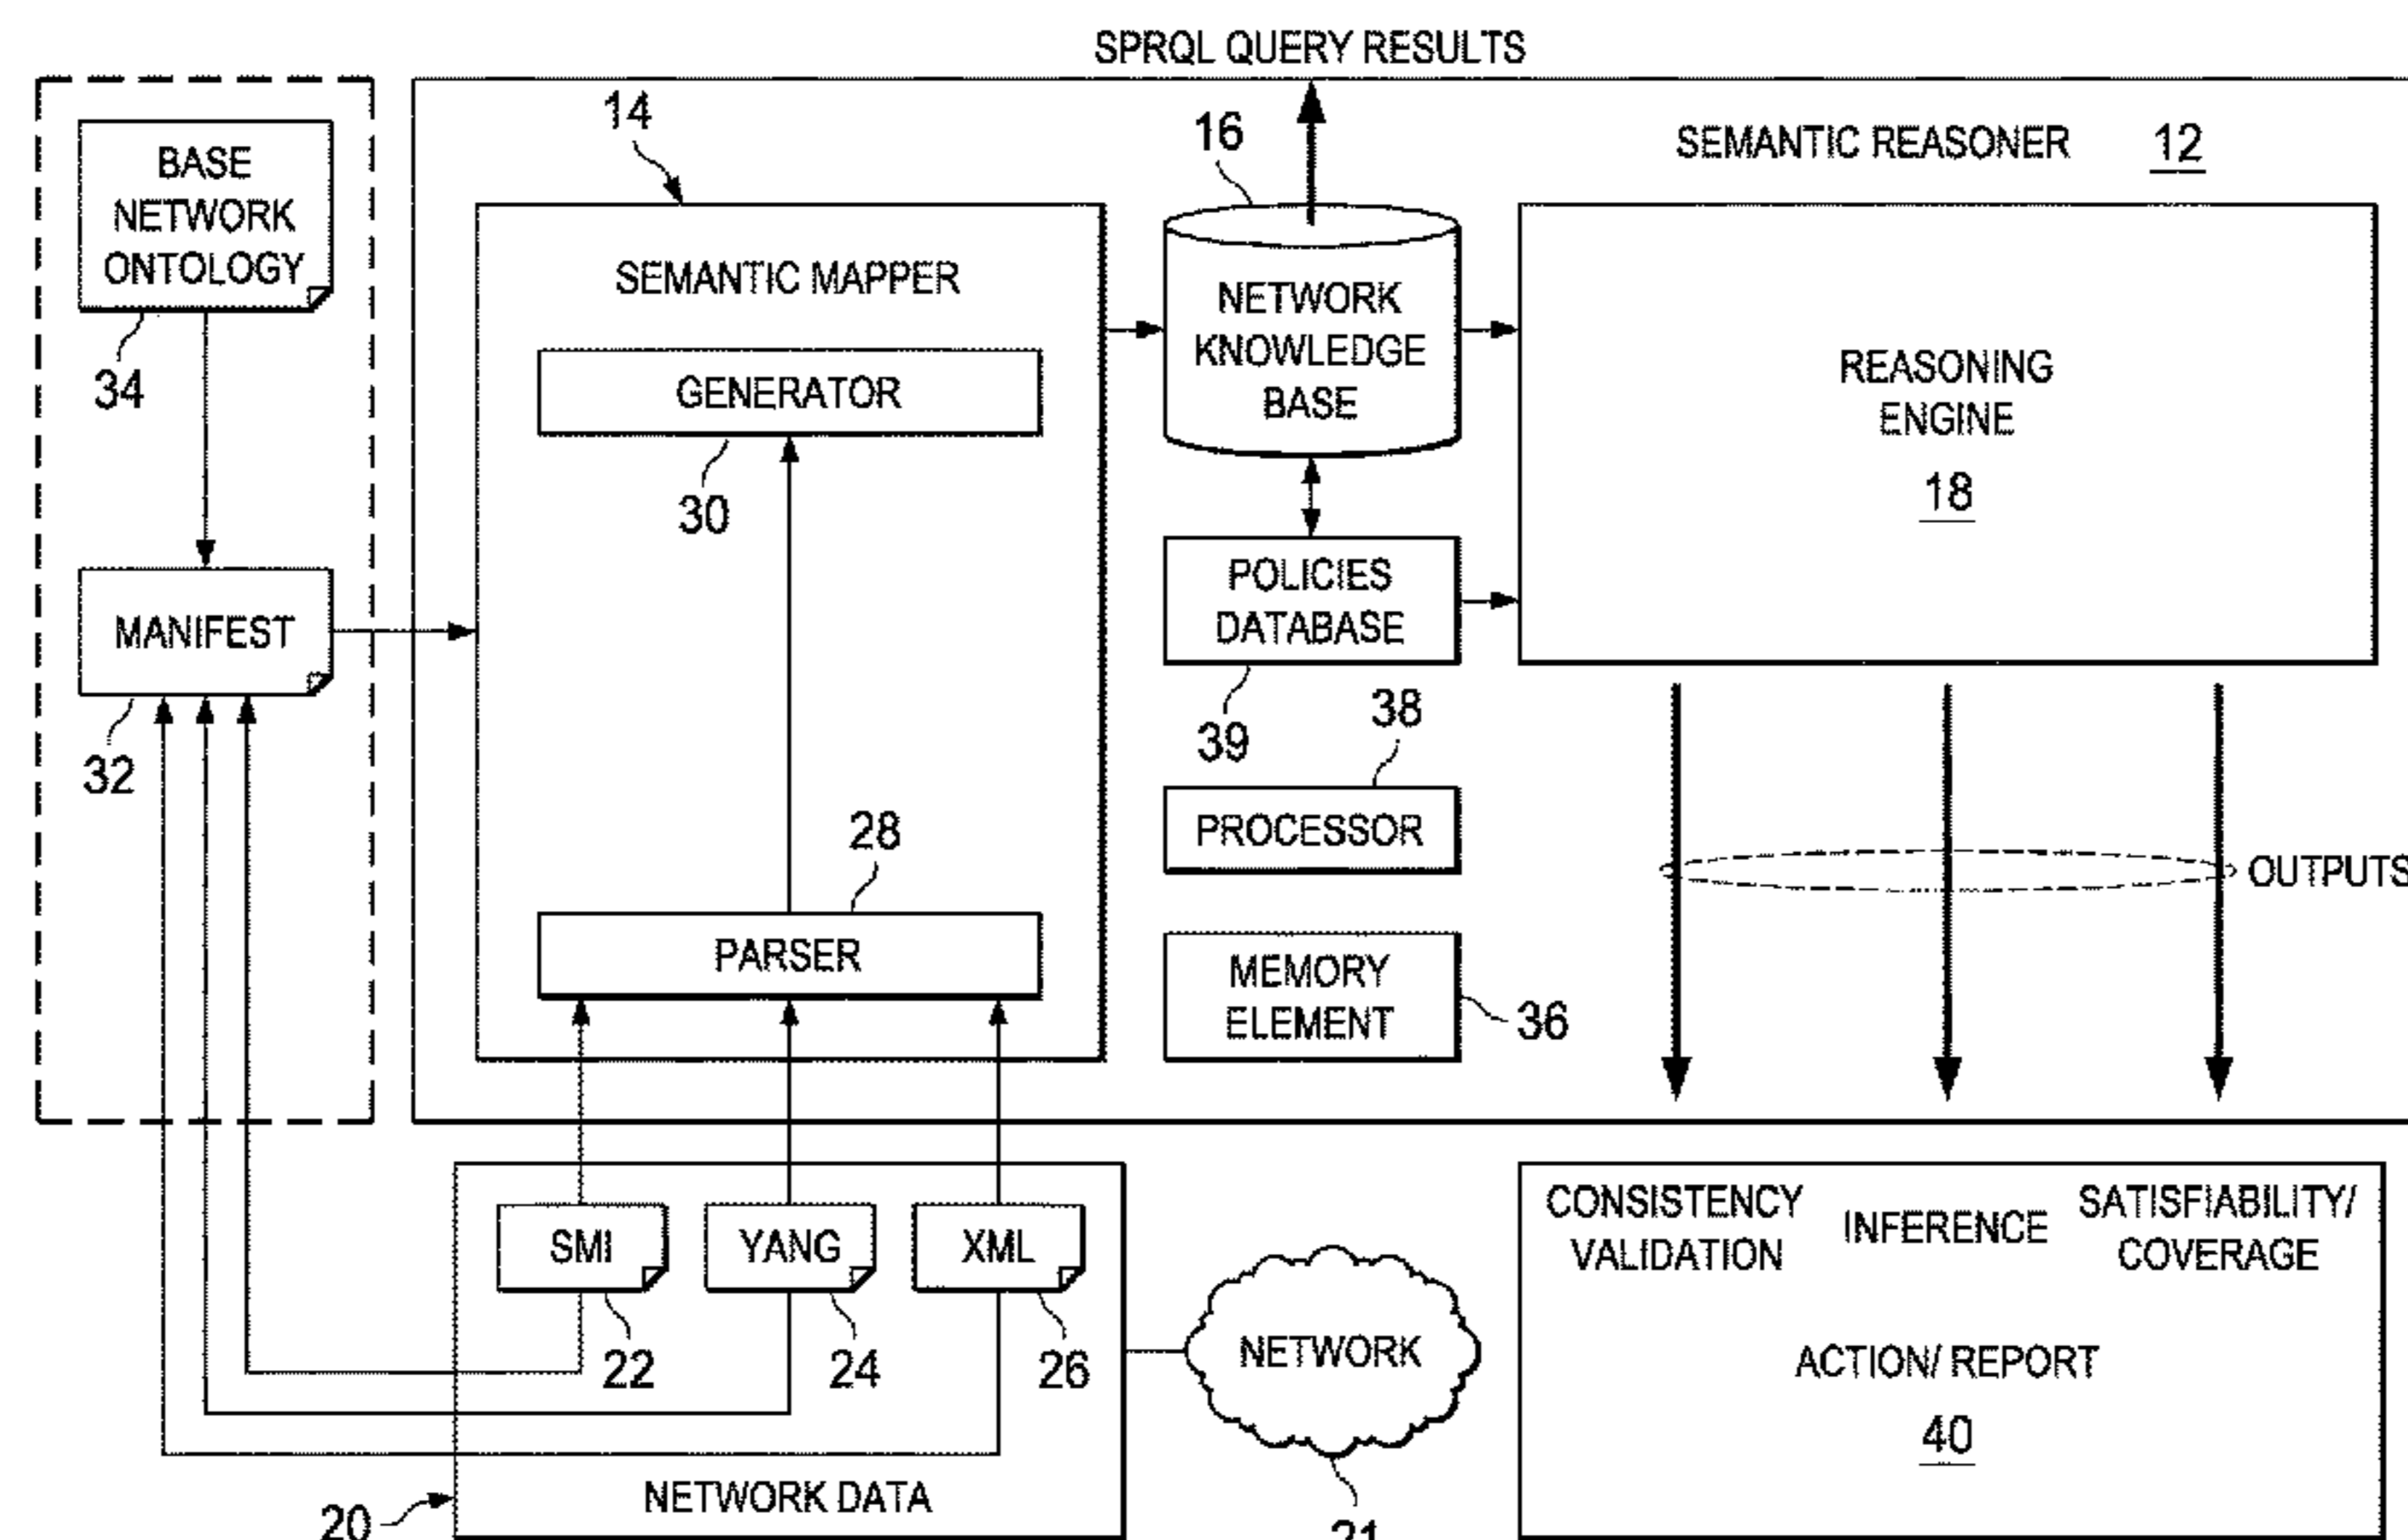 SPRQL QUERY RESULTS
14
16
SEMANTIC REASONER 12
BASE
NETWORK
ONTOLOGY
34
SEMANTIC MAPPER
GENERATOR
30
NETWORK
KNOWLEDGE
BASE
REASONING
ENGINE
18
MANIFEST
32
POLICIES
DATABASE
39
38
PROCESSOR
28
PARSER
MEMORY
ELEMENT
36
OUTPUTS
SMI
YANG
XML
22
24
26
NETWORK DATA
20
NETWORK
21
CONSISTENCY
VALIDATION
INFERENCE
SATISFIABILITY/
COVERAGE
ACTION/ REPORT
40